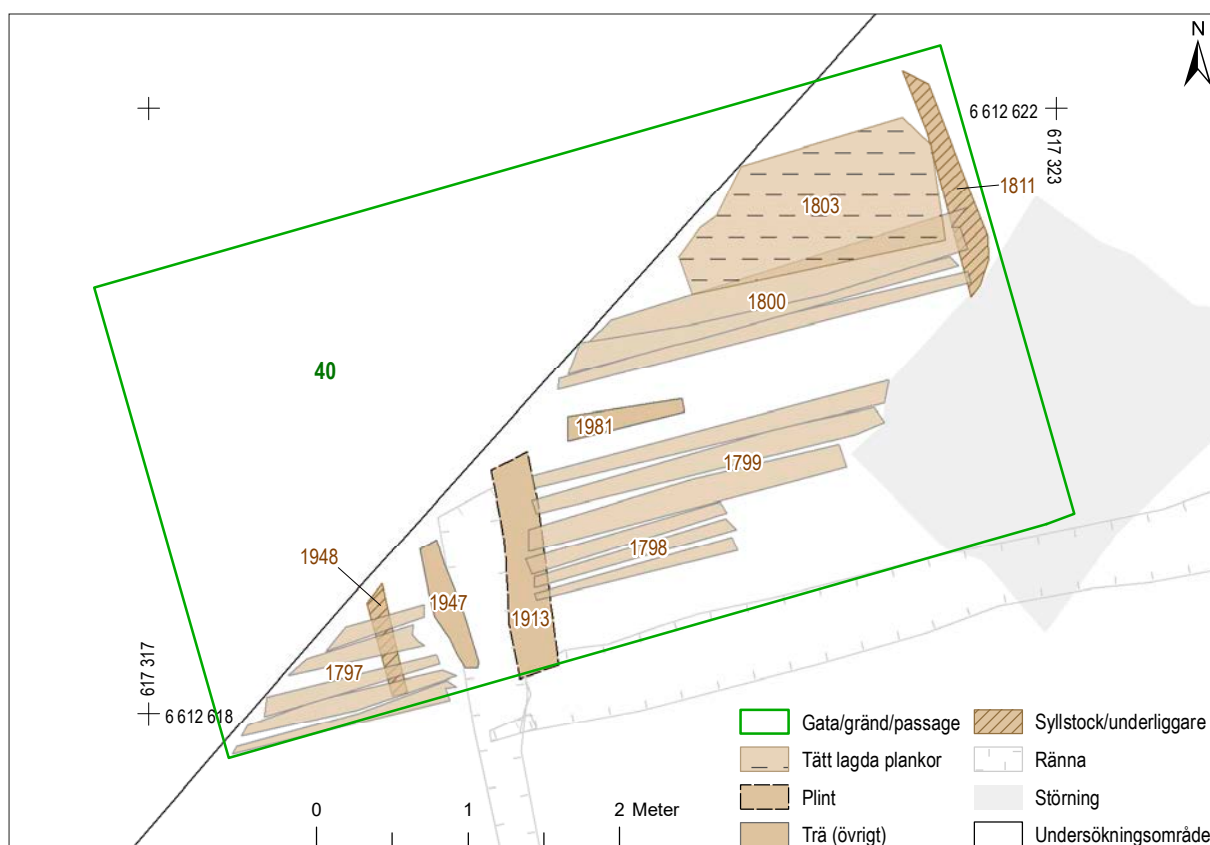 N
6 612 622
617 323
1811
1803
1800
40
1981
1799
1948
1798
1947
1913
1797
617 317
6 612 618
Gata/gränd/passage
Syllstock/underliggare
Tätt lagda plankor
Ränna
Plint
Störning
Trä (övrigt)
Undersökningsområde
0 1 2 Meter